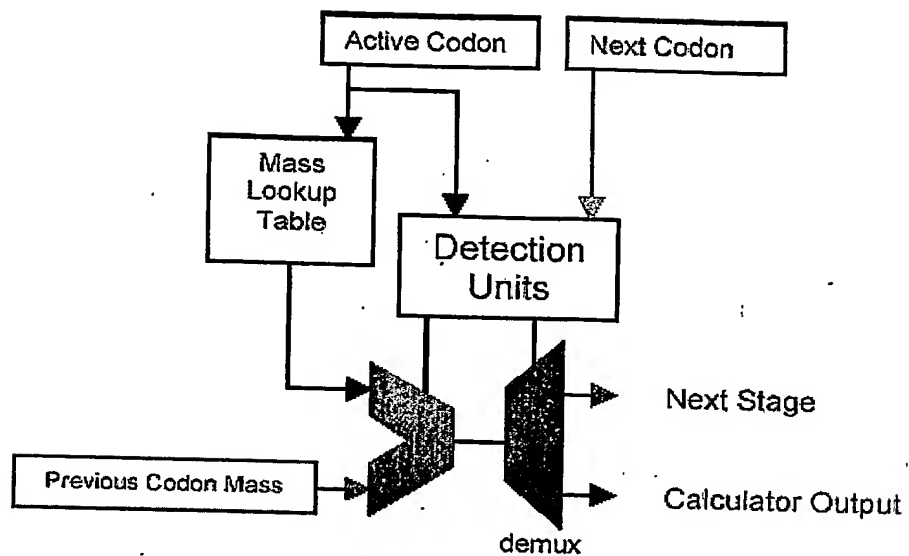 Active Codon
Next Codon
Mass
Lookup
Table
Detection
Units
Next Stage
Previous Codon Mass
Calculator Output
demux